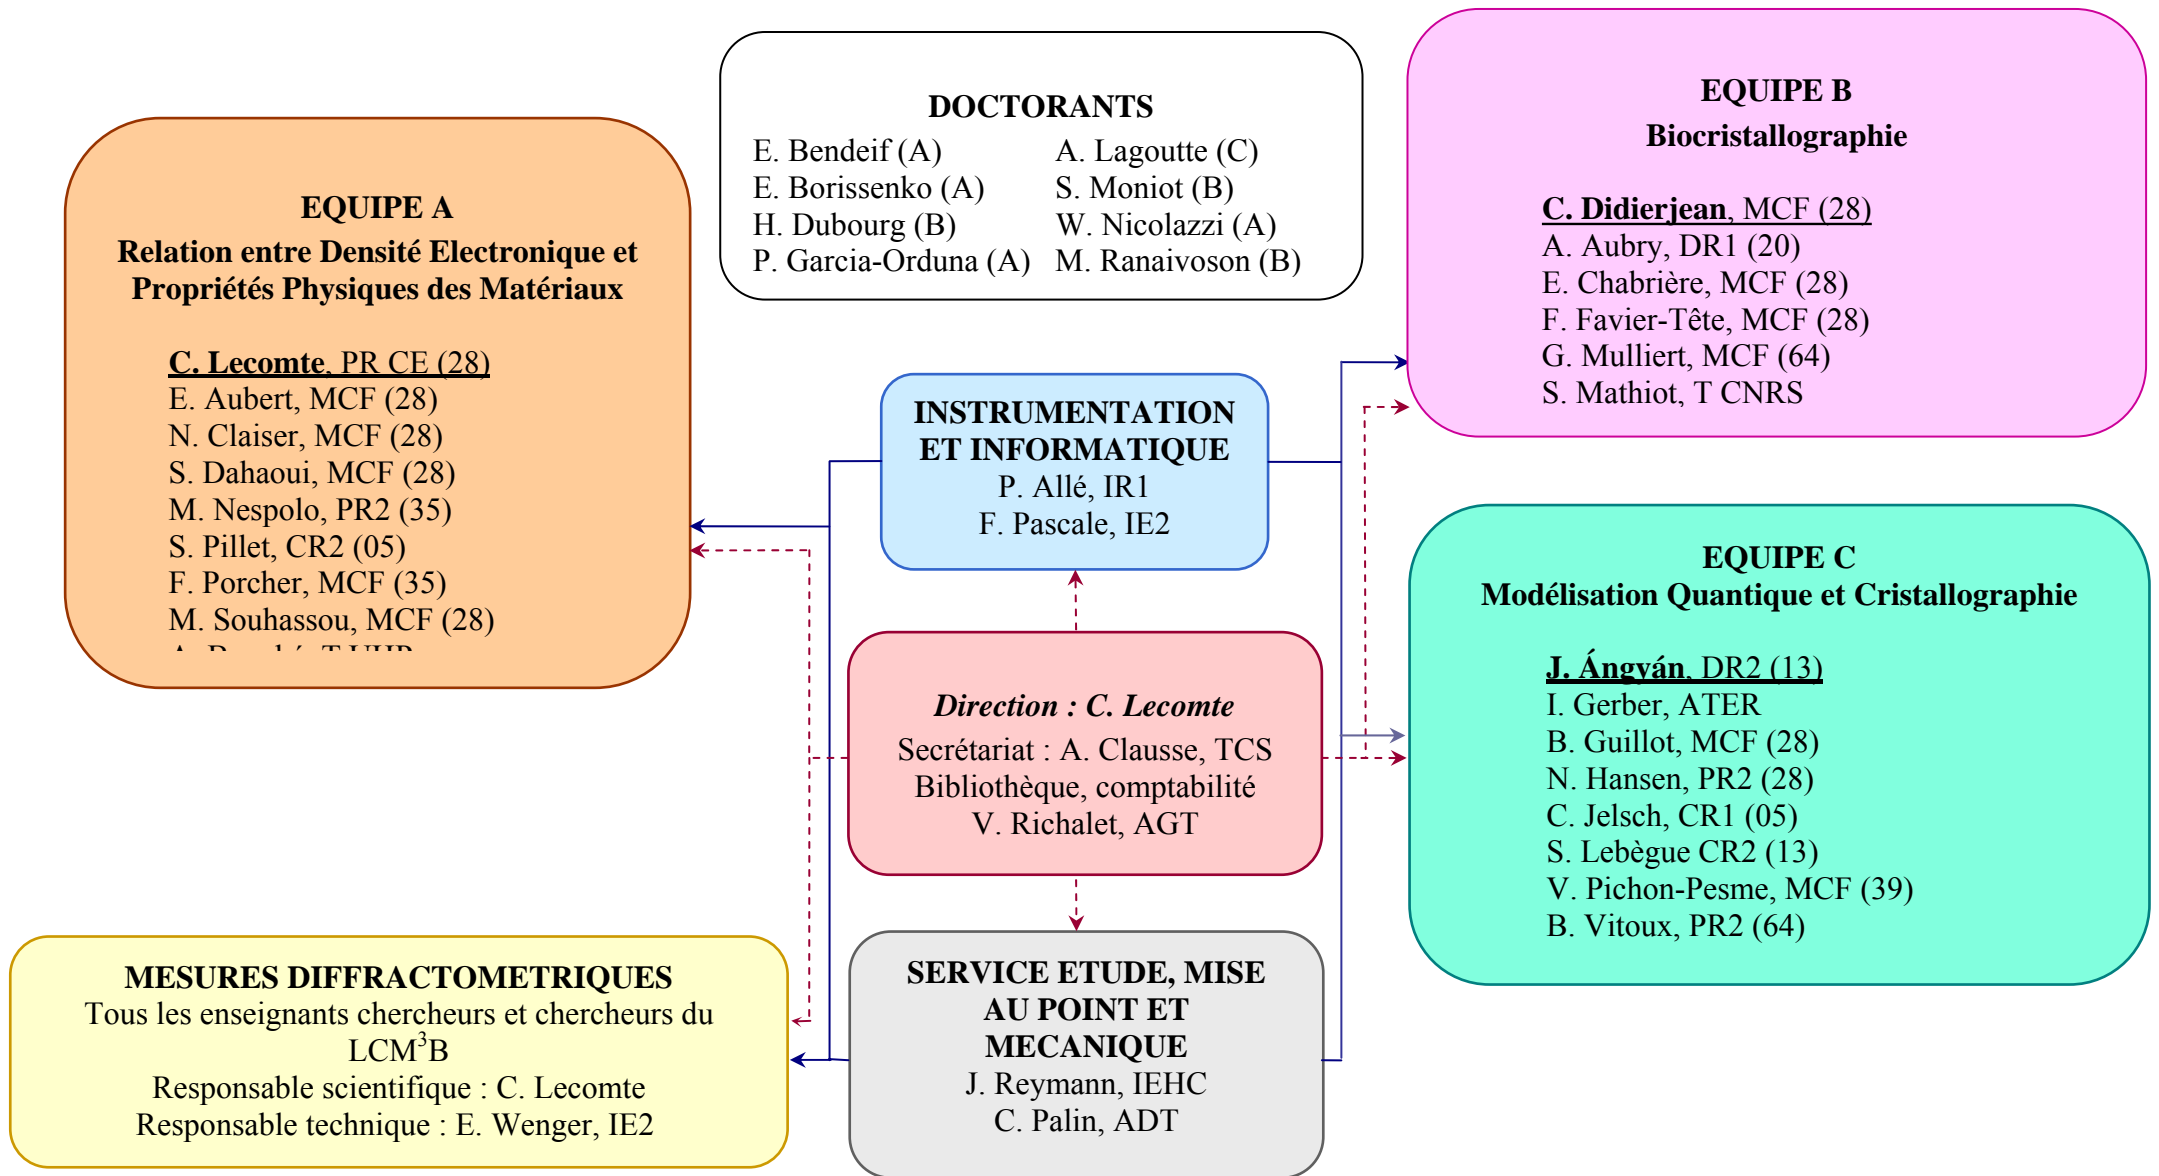 DOCTORANTS
E. Bendeif (A)
E. Borissenko (A)
H. Dubourg (B)
P. Garcia-Orduna (A)
A. Lagoutte (C)
S. Moniot (B)
W. Nicolazzi (A)
M. Ranaivoson (B)
EQUIPE B
Biocristallographie
C. Didierjean, MCF (28)
A. Aubry, DR1 (20)
E. Chabrière, MCF (28)
F. Favier-Tête, MCF (28)
G. Mulliert, MCF (64)
S. Mathiot, T CNRS
EQUIPE A
Relation entre Densité Electronique et
Propriétés Physiques des Matériaux
C. Lecomte, PR CE (28)
E. Aubert, MCF (28)
N. Claiser, MCF (28)
S. Dahaoui, MCF (28)
M. Nespolo, PR2 (35)
S. Pillet, CR2 (05)
F. Porcher, MCF (35)
M. Souhassou, MCF (28)
INSTRUMENTATION
ET INFORMATIQUE
P. Allé, IR1
F. Pascale, IE2
EQUIPE C
Modélisation Quantique et Cristallographie
J. Ángyán, DR2 (13)
I. Gerber, ATER
B. Guillot, MCF (28)
N. Hansen, PR2 (28)
C. Jelsch, CR1 (05)
S. Lebègue CR2 (13)
V. Pichon-Pesme, MCF (39)
B. Vitoux, PR2 (64)
Direction : C. Lecomte
Secrétariat : A. Clausse, TCS
Bibliothèque, comptabilité
V. Richalet, AGT
MESURES DIFFRACTOMETRIQUES
Tous les enseignants chercheurs et chercheurs du
LCM³B
Responsable scientifique : C. Lecomte
Responsable technique : E. Wenger, IE2
SERVICE ETUDE, MISE
AU POINT ET
MECANIQUE
J. Reymann, IEHC
C. Palin, ADT